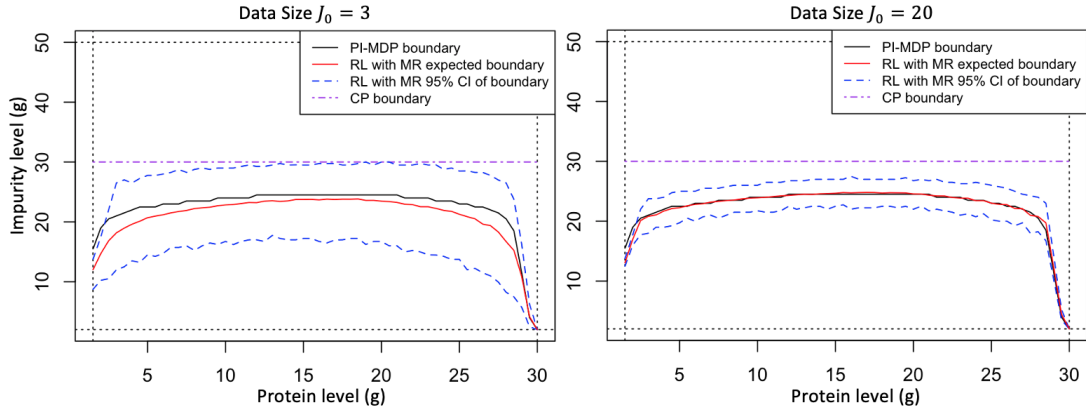 Data Size J₀ = 3
50
40
30
20
10
Impurity level (g)
PI-MDP boundary
RL with MR expected boundary
RL with MR 95% CI of boundary
CP boundary
5 10 15 20 25 30
Protein level (g)
Data Size J₀ = 20
50
40
30
20
10
PI-MDP boundary
RL with MR expected boundary
RL with MR 95% CI of boundary
CP boundary
5 10 15 20 25 30
Protein level (g)